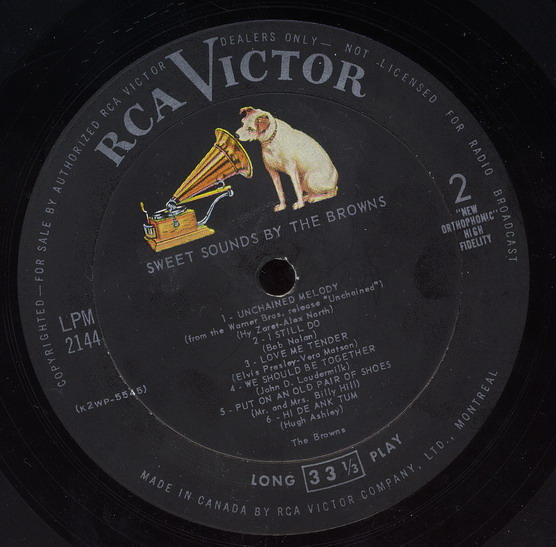 COPYRIGHTED—FOR SALE BY AUTHORIZED RCA VICTOR DEALERS ONLY— NOT LICENSED FOR RADIO BROADCAST
RCA VICTOR
2
"NEW
ORTHOPHONIC"
HIGH
FIDELITY
SWEET SOUNDS BY THE BROWNS
LPM
2144
(K2WP-5545)
1 - UNCHAINED MELODY
(from the Warner Bros. release "Unchained")
(Hy Zaret-Alex North)
2 - I STILL DO
(Bob Nolan)
3 - LOVE ME TENDER
(Elvis Presley-Vera Matson)
4 - WE SHOULD BE TOGETHER
(John D. Loudermilk)
5 - PUT ON AN OLD PAIR OF SHOES
(Mr. and Mrs. Billy Hill)
6 - HI DE ANK TUM
(Hugh Ashley)
The Browns
LONG 33 1/3 PLAY
MADE IN CANADA BY RCA VICTOR COMPANY, LTD., MONTREAL